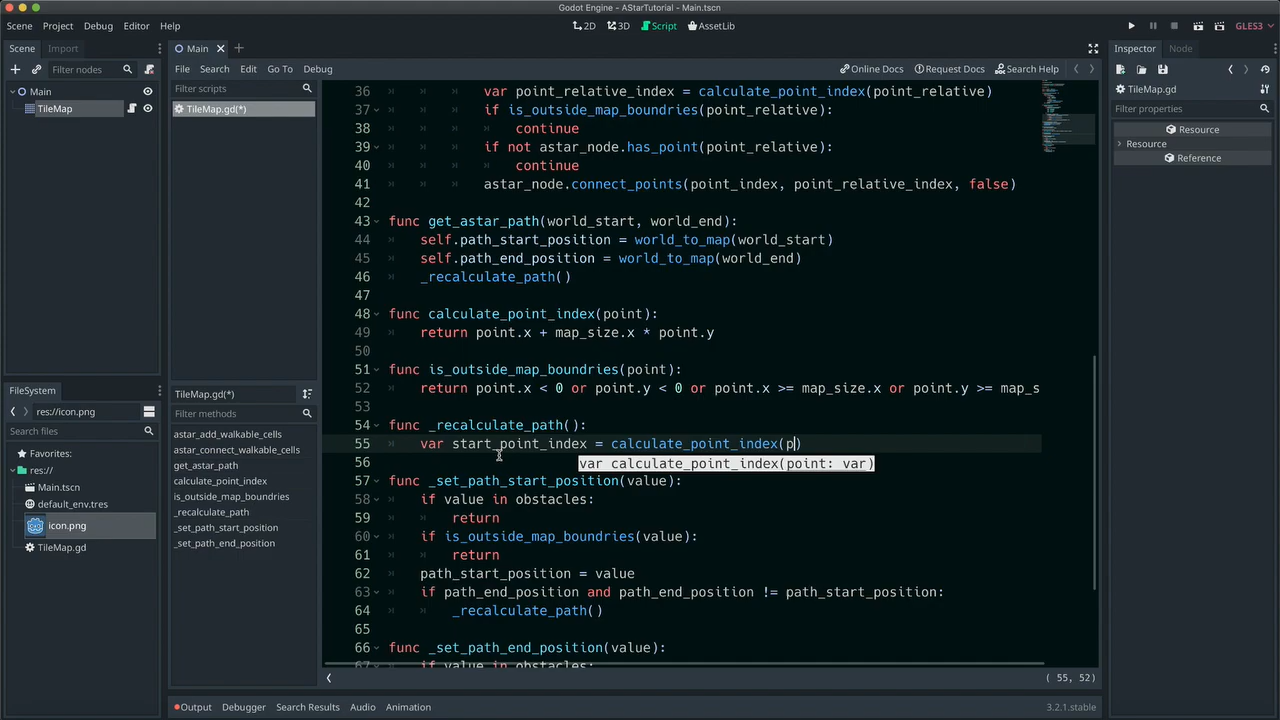 Godot Engine - AStarTutorial - Main.tscn
Scene Project Debug Editor Help
2D 3D Script AssetLib
GLES3
Scene Import
Filter nodes
Main
TileMap
FileSystem
res://icon.png
Search files
Favorites:
res://
Main.tscn
default_env.tres
icon.png
TileMap.gd
Main
File Search Edit Go To Debug
Online Docs Request Docs Search Help
Filter scripts
TileMap.gd(*)
TileMap.gd(*)
Filter methods
astar_add_walkable_cells
astar_connect_walkable_cells
get_astar_path
calculate_point_index
is_outside_map_boundries
_recalculate_path
_set_path_start_position
_set_path_end_position
36 var point_relative_index = calculate_point_index(point_relative)
37 if is_outside_map_boundries(point_relative):
38 continue
39 if not astar_node.has_point(point_relative):
40 continue
41 astar_node.connect_points(point_index, point_relative_index, false)
42
43 func get_astar_path(world_start, world_end):
44 self.path_start_position = world_to_map(world_start)
45 self.path_end_position = world_to_map(world_end)
46 _recalculate_path()
47
48 func calculate_point_index(point):
49 return point.x + map_size.x * point.y
50
51 func is_outside_map_boundries(point):
52 return point.x < 0 or point.y < 0 or point.x >= map_size.x or point.y >= map_s
53
54 func _recalculate_path():
55 var start_point_index = calculate_point_index(p)
var calculate_point_index(point: var)
56
57 func _set_path_start_position(value):
58 if value in obstacles:
59 return
60 if is_outside_map_boundries(value):
61 return
62 path_start_position = value
63 if path_end_position and path_end_position != path_start_position:
64 _recalculate_path()
65
66 func _set_path_end_position(value):
67 if value in obstacles:
( 55, 52)
Output Debugger Search Results Audio Animation
3.2.1.stable
Inspector Node
TileMap.gd
Filter properties
Resource
Resource
Reference